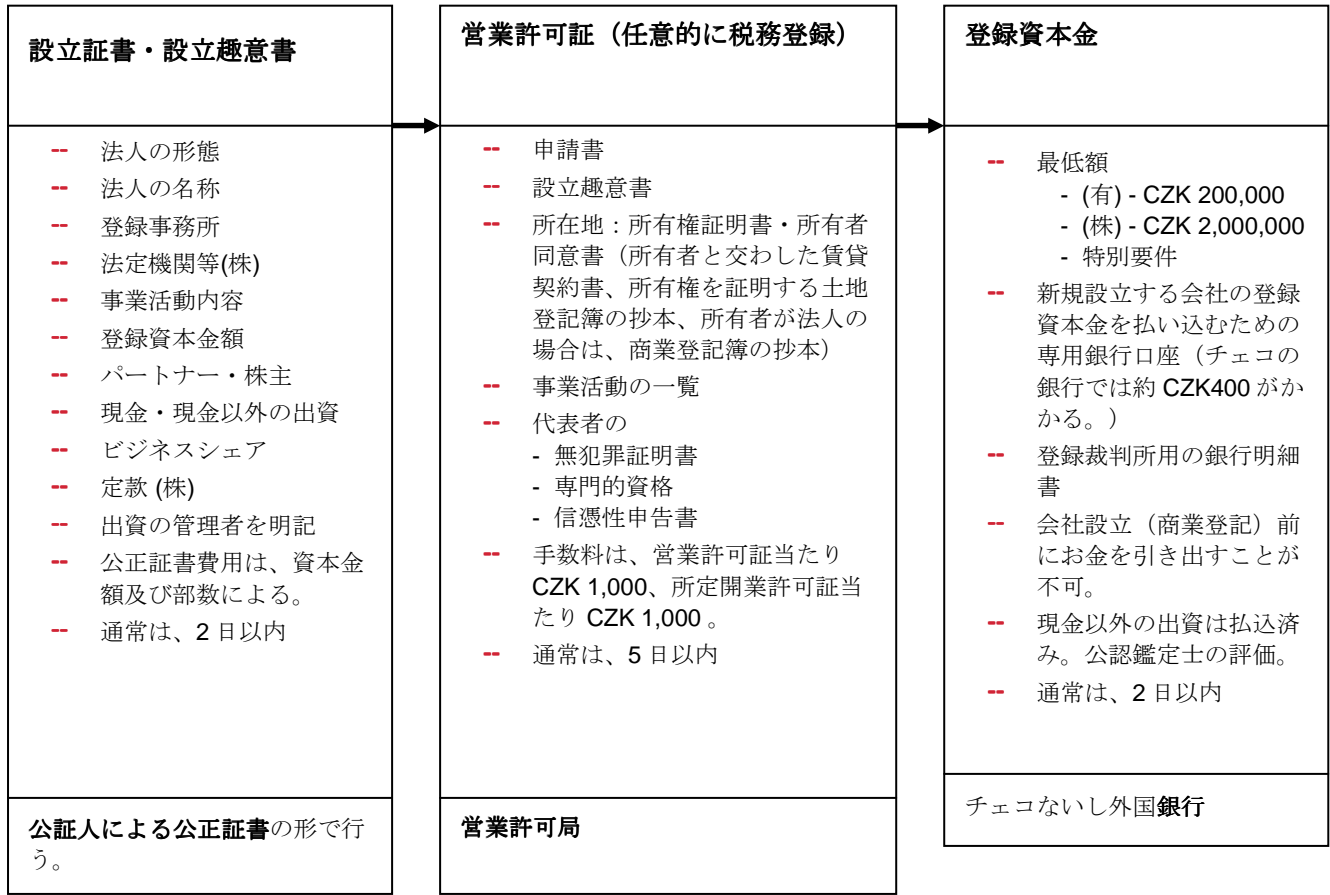 設立証書・設立趣意書
-- 法人の形態
-- 法人の名称
-- 登録事務所
-- 法定機関等(株)
-- 事業活動内容
-- 登録資本金額
-- パートナー・株主
-- 現金・現金以外の出資
-- ビジネスシェア
-- 定款 (株)
-- 出資の管理者を明記
-- 公正証書費用は、資本金
額及び部数による。
-- 通常は、2 日以内
公証人による公正証書の形で行
う。
営業許可証（任意的に税務登録）
-- 申請書
-- 設立趣意書
-- 所在地：所有権証明書・所有者
同意書（所有者と交わした賃貸
契約書、所有権を証明する土地
登記簿の抄本、所有者が法人の
場合は、商業登記簿の抄本）
-- 事業活動の一覧
-- 代表者の
- 無犯罪証明書
- 専門的資格
- 信憑性申告書
-- 手数料は、営業許可証当たり
CZK 1,000、所定開業許可証当
たり CZK 1,000 。
-- 通常は、5 日以内
営業許可局
登録資本金
-- 最低額
- (有) - CZK 200,000
- (株) - CZK 2,000,000
- 特別要件
-- 新規設立する会社の登録
資本金を払い込むための
専用銀行口座（チェコの
銀行では約 CZK400 がか
かる。）
-- 登録裁判所用の銀行明細
書
-- 会社設立（商業登記）前
にお金を引き出すことが
不可。
-- 現金以外の出資は払込済
み。公認鑑定士の評価。
-- 通常は、2 日以内
チェコないし外国銀行